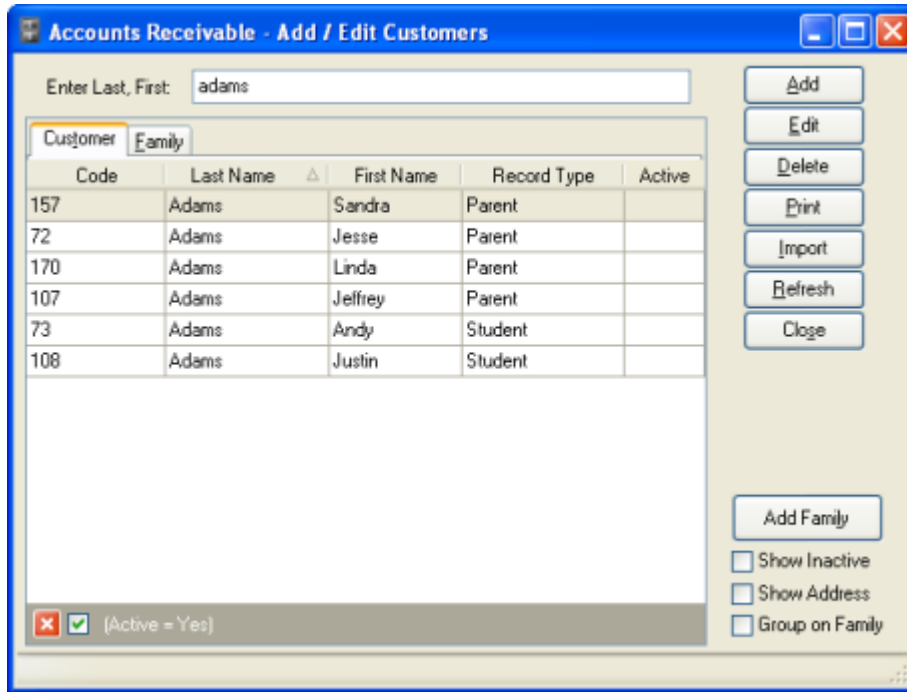 Accounts Receivable - Add / Edit Customers
Enter Last, First: adams
Customer Family
Code Last Name First Name Record Type Active
157 Adams Sandra Parent
72 Adams Jesse Parent
170 Adams Linda Parent
107 Adams Jeffrey Parent
73 Adams Andy Student
108 Adams Justin Student
(Active = Yes)
Add
Edit
Delete
Print
Import
Refresh
Close
Add Family
Show Inactive
Show Address
Group on Family